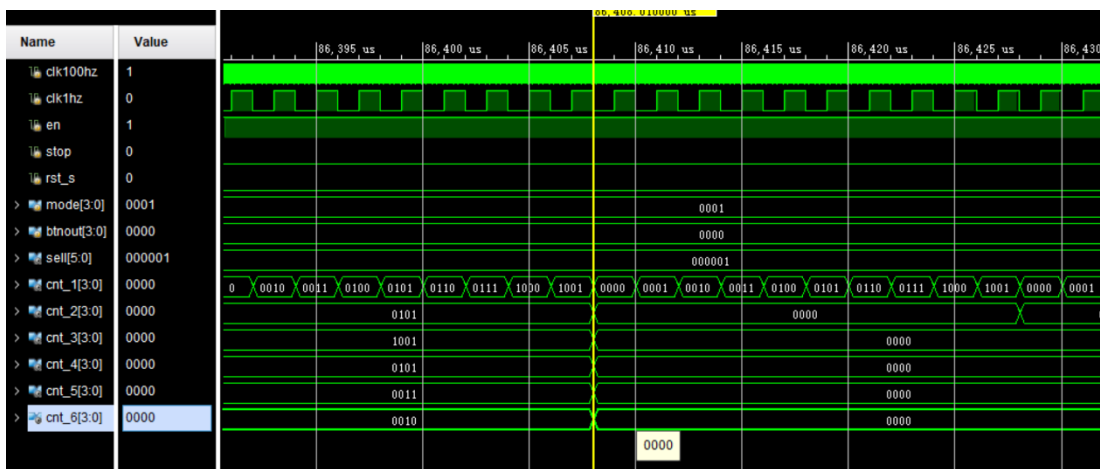 86,408.010000 us
Name Value
86,395 us 86,400 us 86,405 us 86,410 us 86,415 us 86,420 us 86,425 us 86,430
clk100hz 1
clk1hz 0
en 1
stop 0
rst_s 0
> mode[3:0] 0001 0001
> btnout[3:0] 0000 0000
> sell[5:0] 000001 000001
> cnt_1[3:0] 0000 0 0010 0011 0100 0101 0110 0111 1000 1001 0000 0001 0010 0011 0100 0101 0110 0111 1000 1001 0000 0001
> cnt_2[3:0] 0000 0101 0000
> cnt_3[3:0] 0000 1001 0000
> cnt_4[3:0] 0000 0101 0000
> cnt_5[3:0] 0000 0011 0000
> cnt_6[3:0] 0000 0010 0000
0000